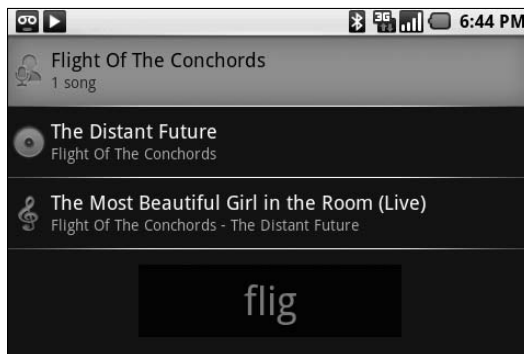 3G
6:44 PM
Flight Of The Conchords
1 song
The Distant Future
Flight Of The Conchords
The Most Beautiful Girl in the Room (Live)
Flight Of The Conchords - The Distant Future
flig